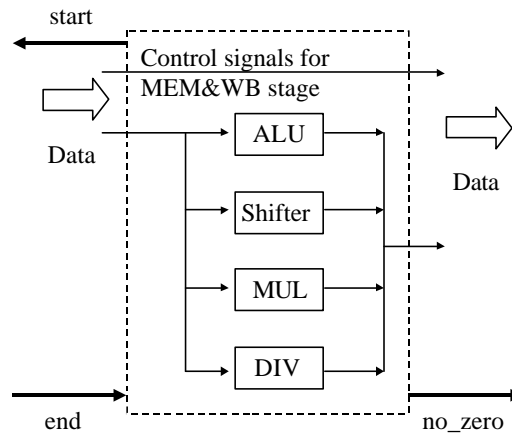 start
Control signals for
MEM&WB stage
Data
ALU
Data
Shifter
MUL
DIV
end
no_zero